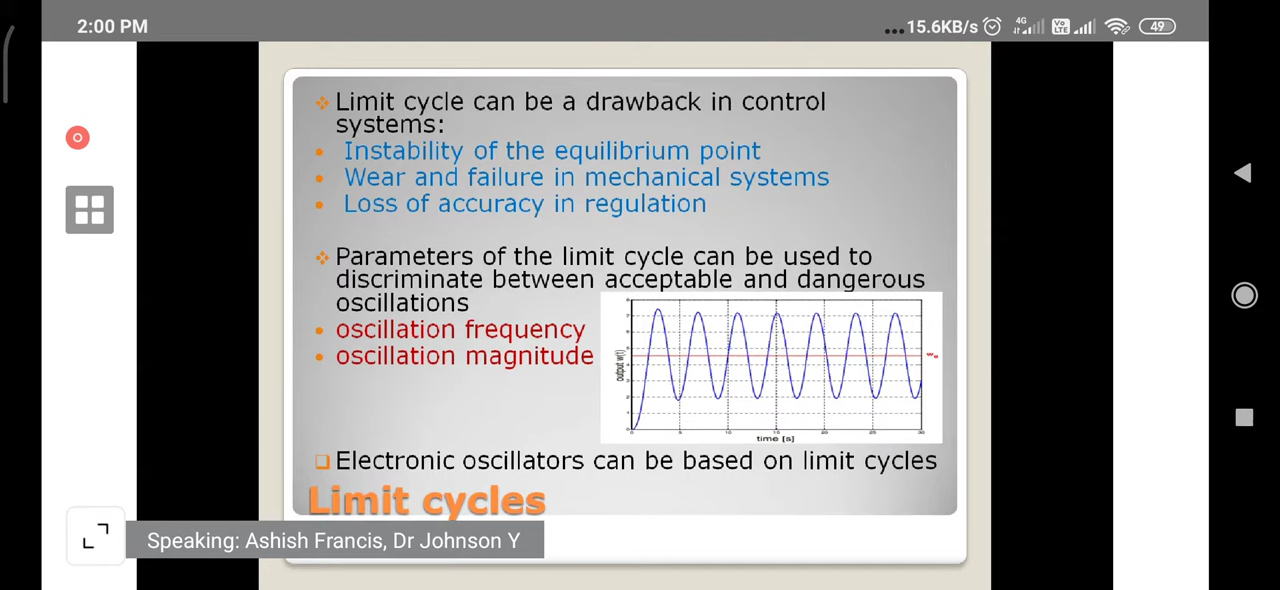 2:00 PM
...15.6KB/s 4G Vo LTE 49
Limit cycle can be a drawback in control
systems:
Instability of the equilibrium point
Wear and failure in mechanical systems
Loss of accuracy in regulation
Parameters of the limit cycle can be used to
discriminate between acceptable and dangerous
oscillations
oscillation frequency
oscillation magnitude
output w(t)
time [s]
Electronic oscillators can be based on limit cycles
Limit cycles
Speaking: Ashish Francis, Dr Johnson Y